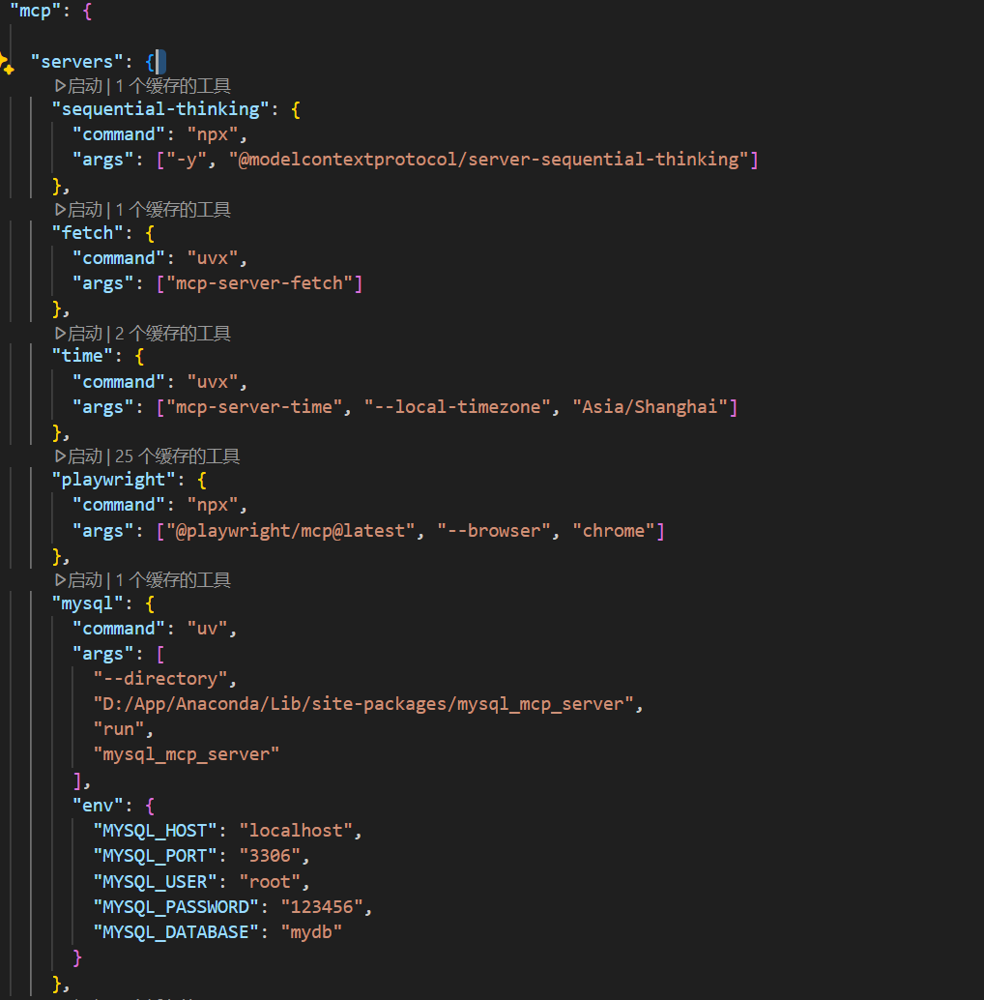 "mcp": {
"servers": {
启动 | 1 个缓存的工具
"sequential-thinking": {
"command": "npx",
"args": ["-y", "@modelcontextprotocol/server-sequential-thinking"]
},
启动 | 1 个缓存的工具
"fetch": {
"command": "uvx",
"args": ["mcp-server-fetch"]
},
启动 | 2 个缓存的工具
"time": {
"command": "uvx",
"args": ["mcp-server-time", "--local-timezone", "Asia/Shanghai"]
},
启动 | 25 个缓存的工具
"playwright": {
"command": "npx",
"args": ["@playwright/mcp@latest", "--browser", "chrome"]
},
启动 | 1 个缓存的工具
"mysql": {
"command": "uv",
"args": [
"--directory",
"D:/App/Anaconda/Lib/site-packages/mysql_mcp_server",
"run",
"mysql_mcp_server"
],
"env": {
"MYSQL_HOST": "localhost",
"MYSQL_PORT": "3306",
"MYSQL_USER": "root",
"MYSQL_PASSWORD": "123456",
"MYSQL_DATABASE": "mydb"
}
},